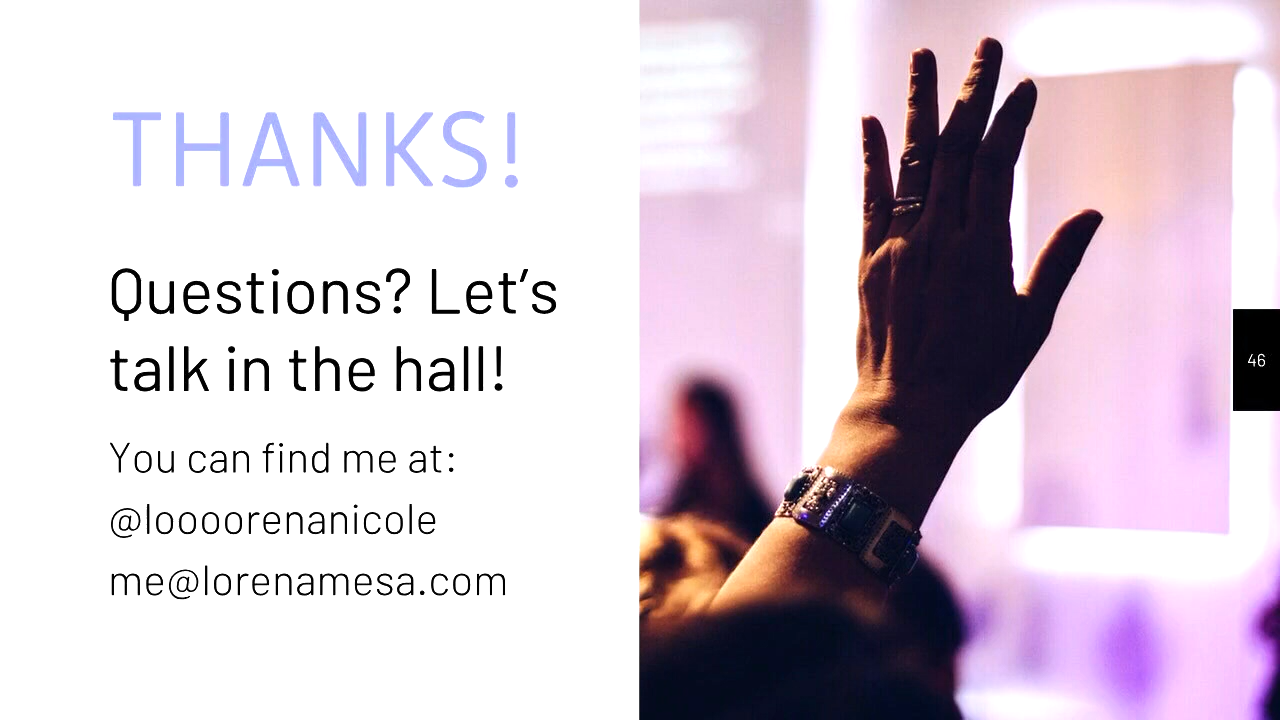 THANKS!
Questions? Let’s
talk in the hall!
You can find me at:
@loooorenanicole
me@lorenamesa.com
46